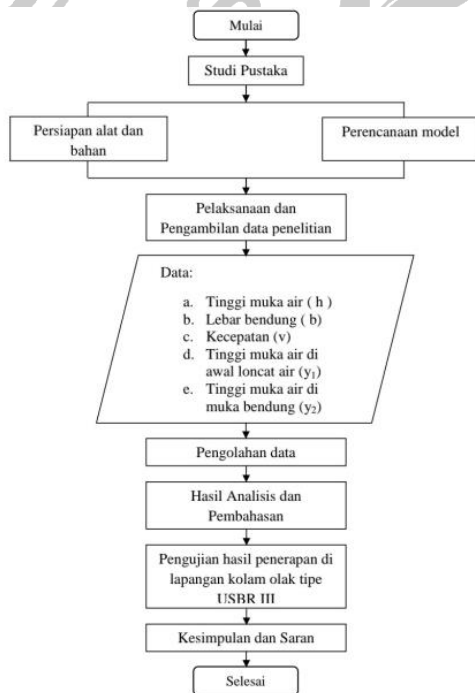 Mulai
Studi Pustaka
Persiapan alat dan
bahan
Perencanaan model
Pelaksanaan dan
Pengambilan data penelitian
Data:
a. Tinggi muka air ( h )
b. Lebar bendung ( b)
c. Kecepatan (v)
d. Tinggi muka air di
awal loncat air (y₁)
e. Tinggi muka air di
muka bendung (y₂)
Pengolahan data
Hasil Analisis dan
Pembahasan
Pengujian hasil penerapan di
lapangan kolam olak tipe
USBR III
Kesimpulan dan Saran
Selesai